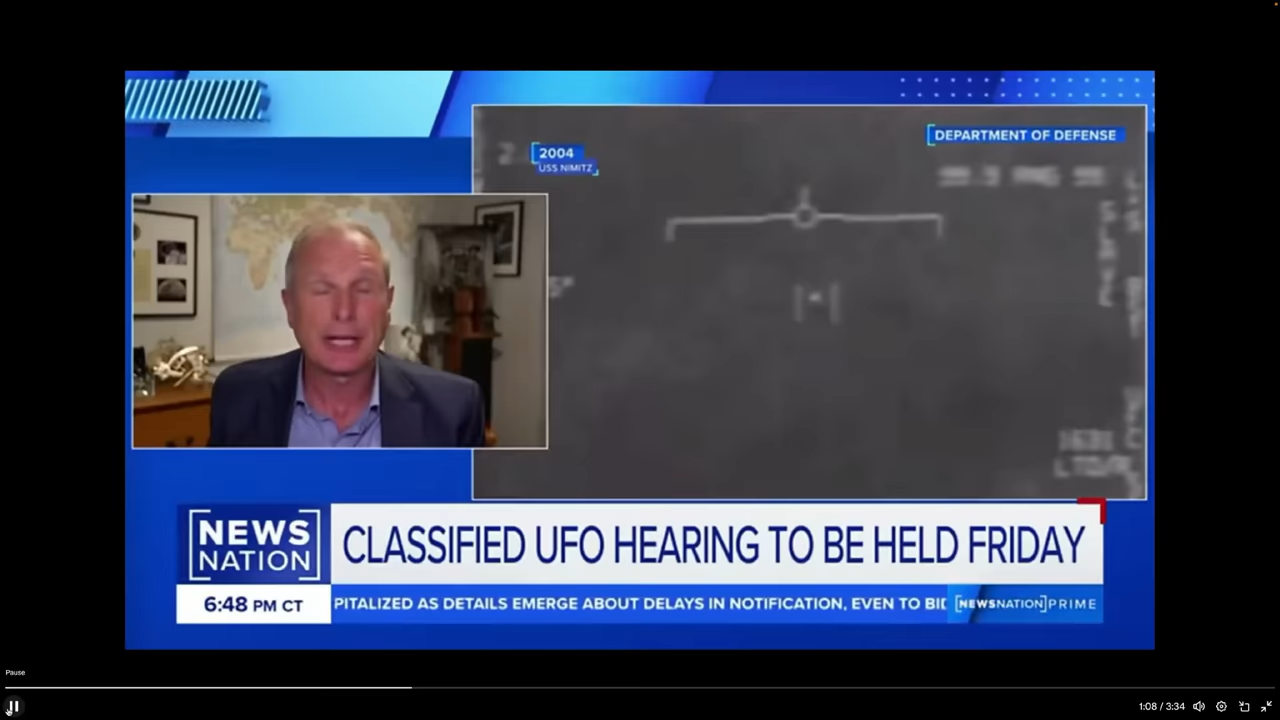 DEPARTMENT OF DEFENSE
2004
USS NIMITZ
NEWS
NATION
CLASSIFIED UFO HEARING TO BE HELD FRIDAY
6:48 PM CT
PITALIZED AS DETAILS EMERGE ABOUT DELAYS IN NOTIFICATION, EVEN TO BID
[NEWSNATION]PRIME
Pause
1:08 / 3:34